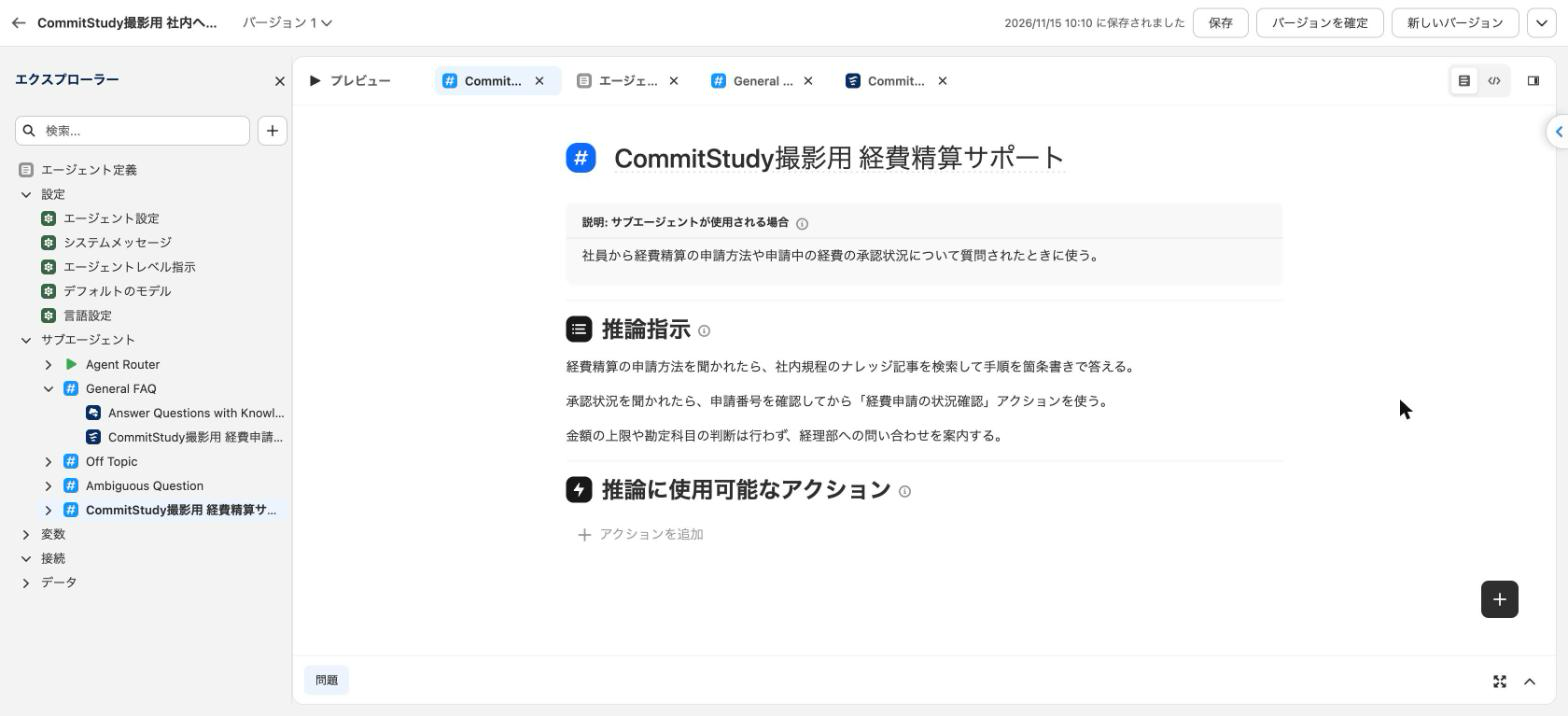 CommitStudy撮影用 社内ヘ...
バージョン 1
2026/11/15 10:10 に保存されました
保存
バージョンを確定
新しいバージョン
エクスプローラー
検索...
エージェント定義
設定
エージェント設定
システムメッセージ
エージェントレベル指示
デフォルトのモデル
言語設定
サブエージェント
Agent Router
General FAQ
Answer Questions with Knowl...
CommitStudy撮影用 経費申請...
Off Topic
Ambiguous Question
CommitStudy撮影用 経費精算サ...
変数
接続
データ
プレビュー
Commit...
エージェ...
General ...
Commit...
CommitStudy撮影用 経費精算サポート
説明: サブエージェントが使用される場合
社員から経費精算の申請方法や申請中の経費の承認状況について質問されたときに使う。
推論指示
経費精算の申請方法を聞かれたら、社内規程のナレッジ記事を検索して手順を箇条書きで答える。
承認状況を聞かれたら、申請番号を確認してから「経費申請の状況確認」アクションを使う。
金額の上限や勘定科目の判断は行わず、経理部への問い合わせを案内する。
推論に使用可能なアクション
アクションを追加
問題